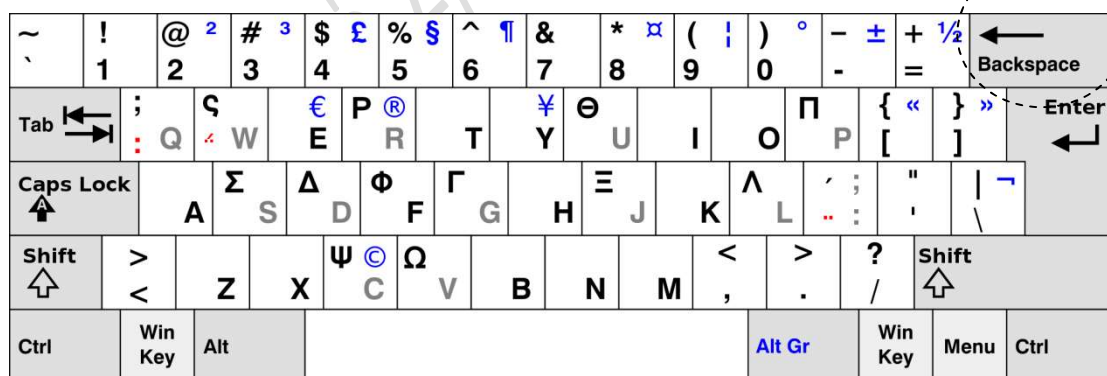 ~ ! @ ² # ³ $ £ % § ^ ¶ & * ¤ ( ¦ ) ° − ± + ½
` 1 2 3 4 5 6 7 8 9 0 - = Backspace
Tab ; ς € Ρ ® ¥ Θ Π { « } » Enter
: Q W E R T Y U I O P [ ]
Caps Lock Σ Δ Φ Γ Ξ Λ ΄ ; " | ¬
A S D F G H J K L ¨ : ' \
Shift > Ψ © Ω < > ? Shift
< Z X C V B N M , . /
Ctrl Win Key Alt Alt Gr Win Key Menu Ctrl